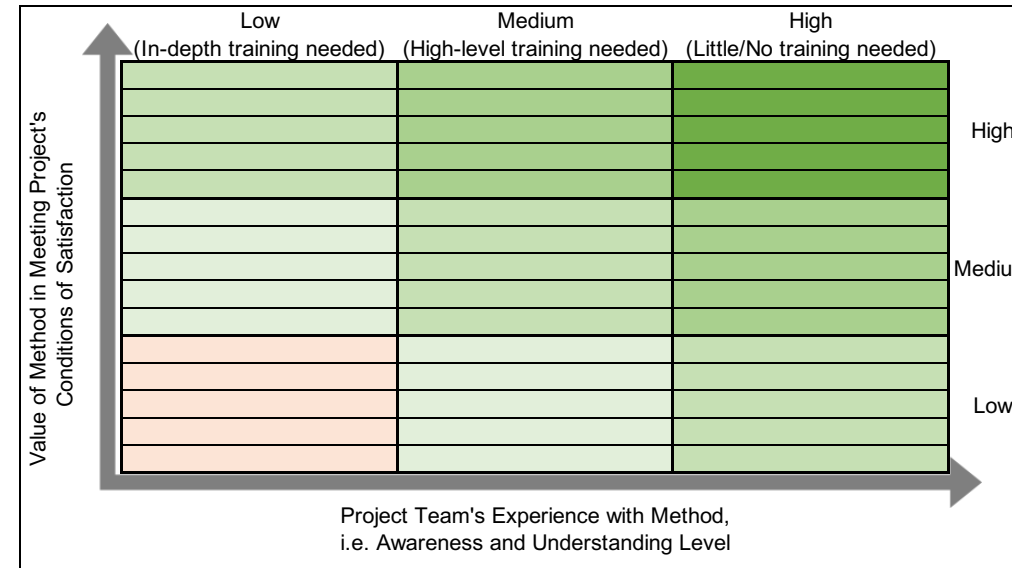 Low
(In-depth training needed)
Medium
(High-level training needed)
High
(Little/No training needed)
Value of Method in Meeting Project's
Conditions of Satisfaction
High
Mediu
Low
Project Team's Experience with Method,
i.e. Awareness and Understanding Level